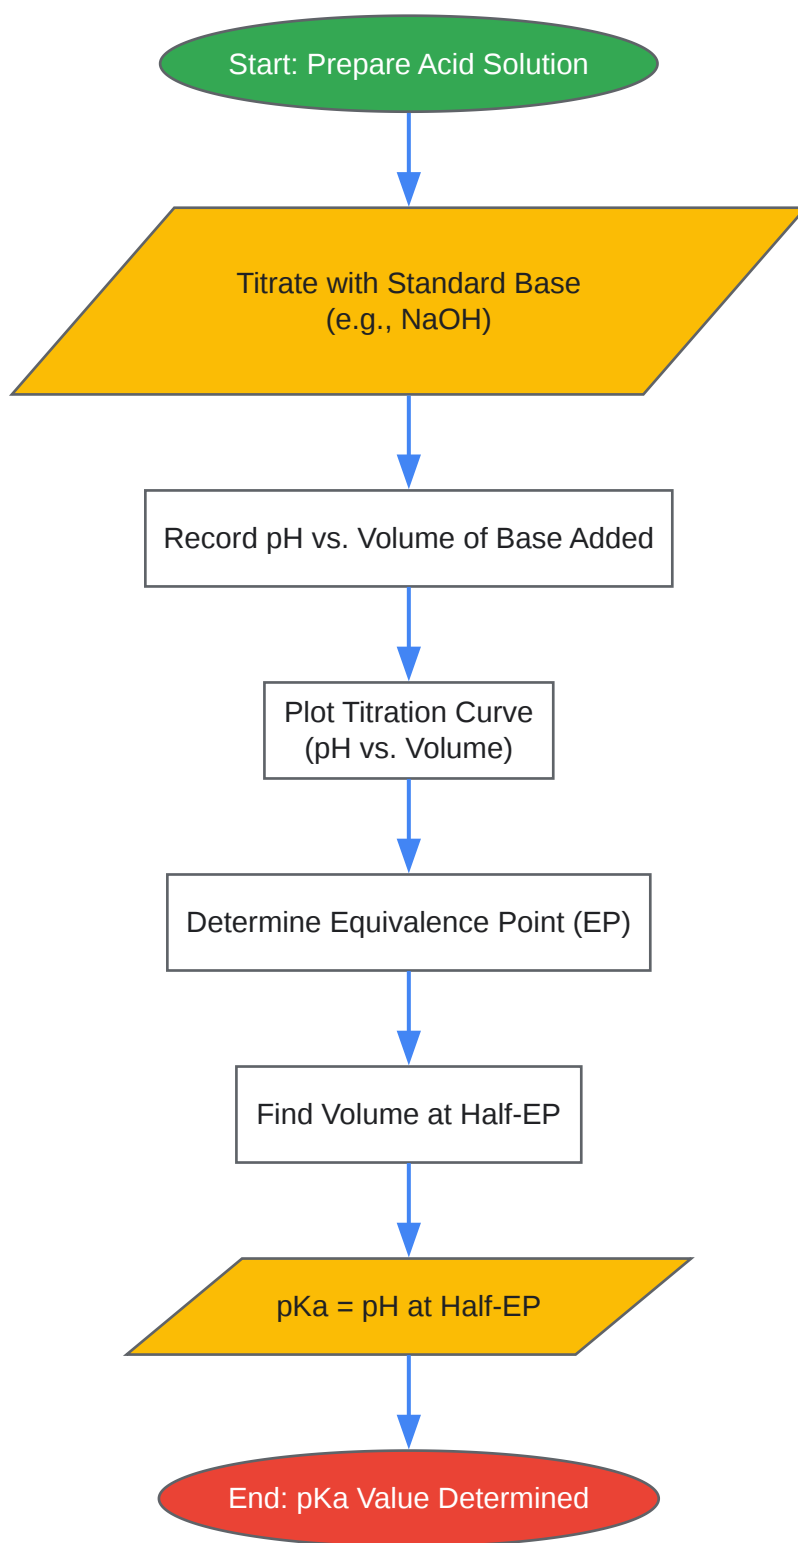 Start: Prepare Acid Solution
Titrate with Standard Base
(e.g., NaOH)
Record pH vs. Volume of Base Added
Plot Titration Curve
(pH vs. Volume)
Determine Equivalence Point (EP)
Find Volume at Half-EP
pKa = pH at Half-EP
End: pKa Value Determined